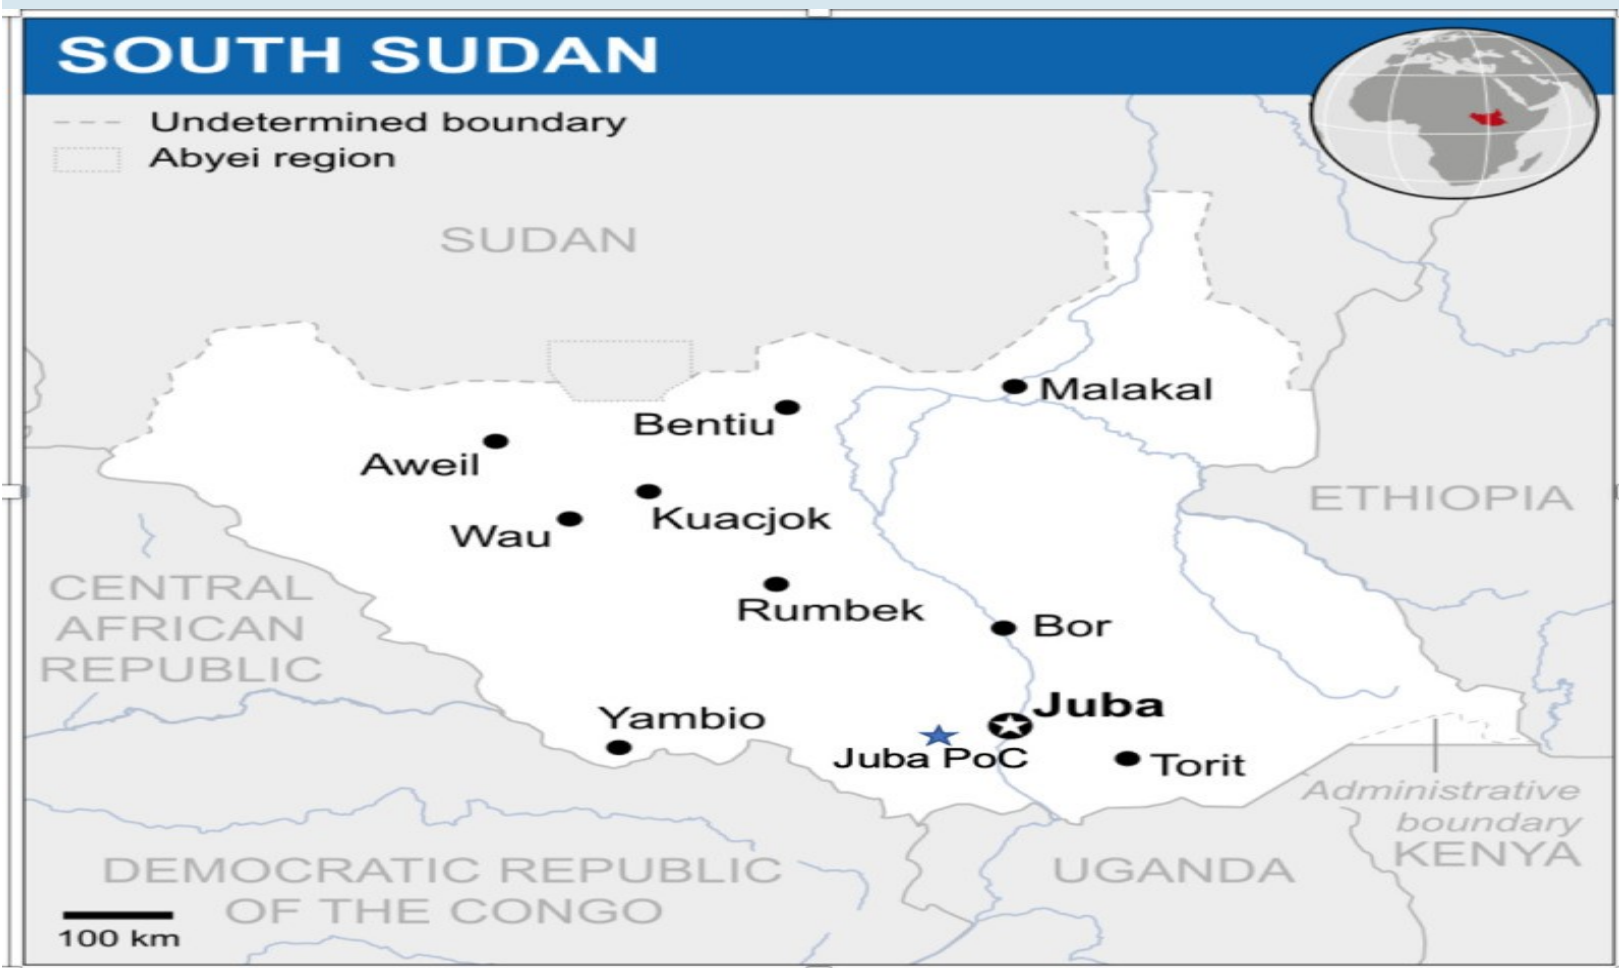 SOUTH SUDAN
Undetermined boundary
Abyei region
SUDAN
Malakal
Bentiu
Aweil
ETHIOPIA
Kuacjok
Wau
CENTRAL
AFRICAN
REPUBLIC
Rumbek
Bor
Juba
Yambio
Juba PoC
Torit
Administrative
boundary
KENYA
DEMOCRATIC REPUBLIC
OF THE CONGO
UGANDA
100 km